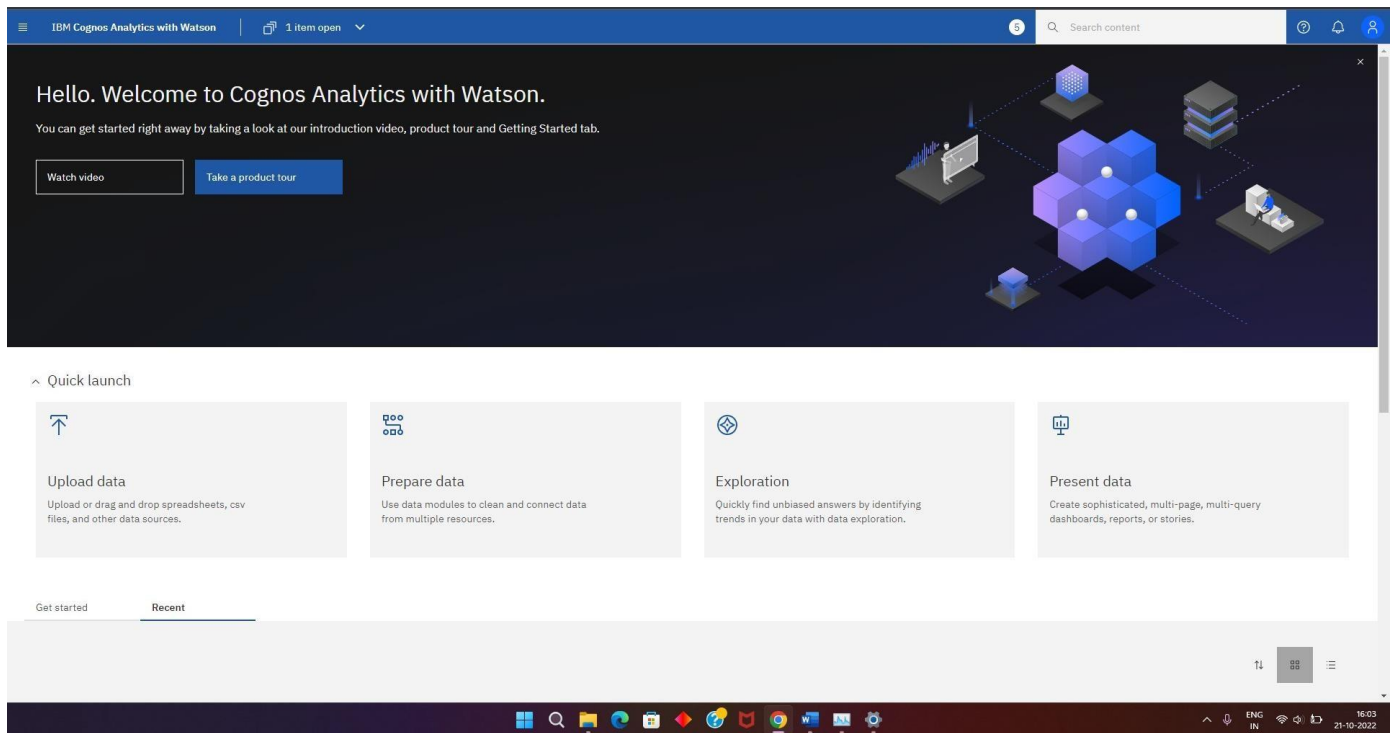 IBM Cognos Analytics with Watson
1 item open
5
Search content
Hello. Welcome to Cognos Analytics with Watson.
You can get started right away by taking a look at our introduction video, product tour and Getting Started tab.
Watch video
Take a product tour
Quick launch
Upload data
Upload or drag and drop spreadsheets, csv
files, and other data sources.
Prepare data
Use data modules to clean and connect data
from multiple resources.
Exploration
Quickly find unbiased answers by identifying
trends in your data with data exploration.
Present data
Create sophisticated, multi-page, multi-query
dashboards, reports, or stories.
Get started
Recent
ENG
IN
16:03
21-10-2022